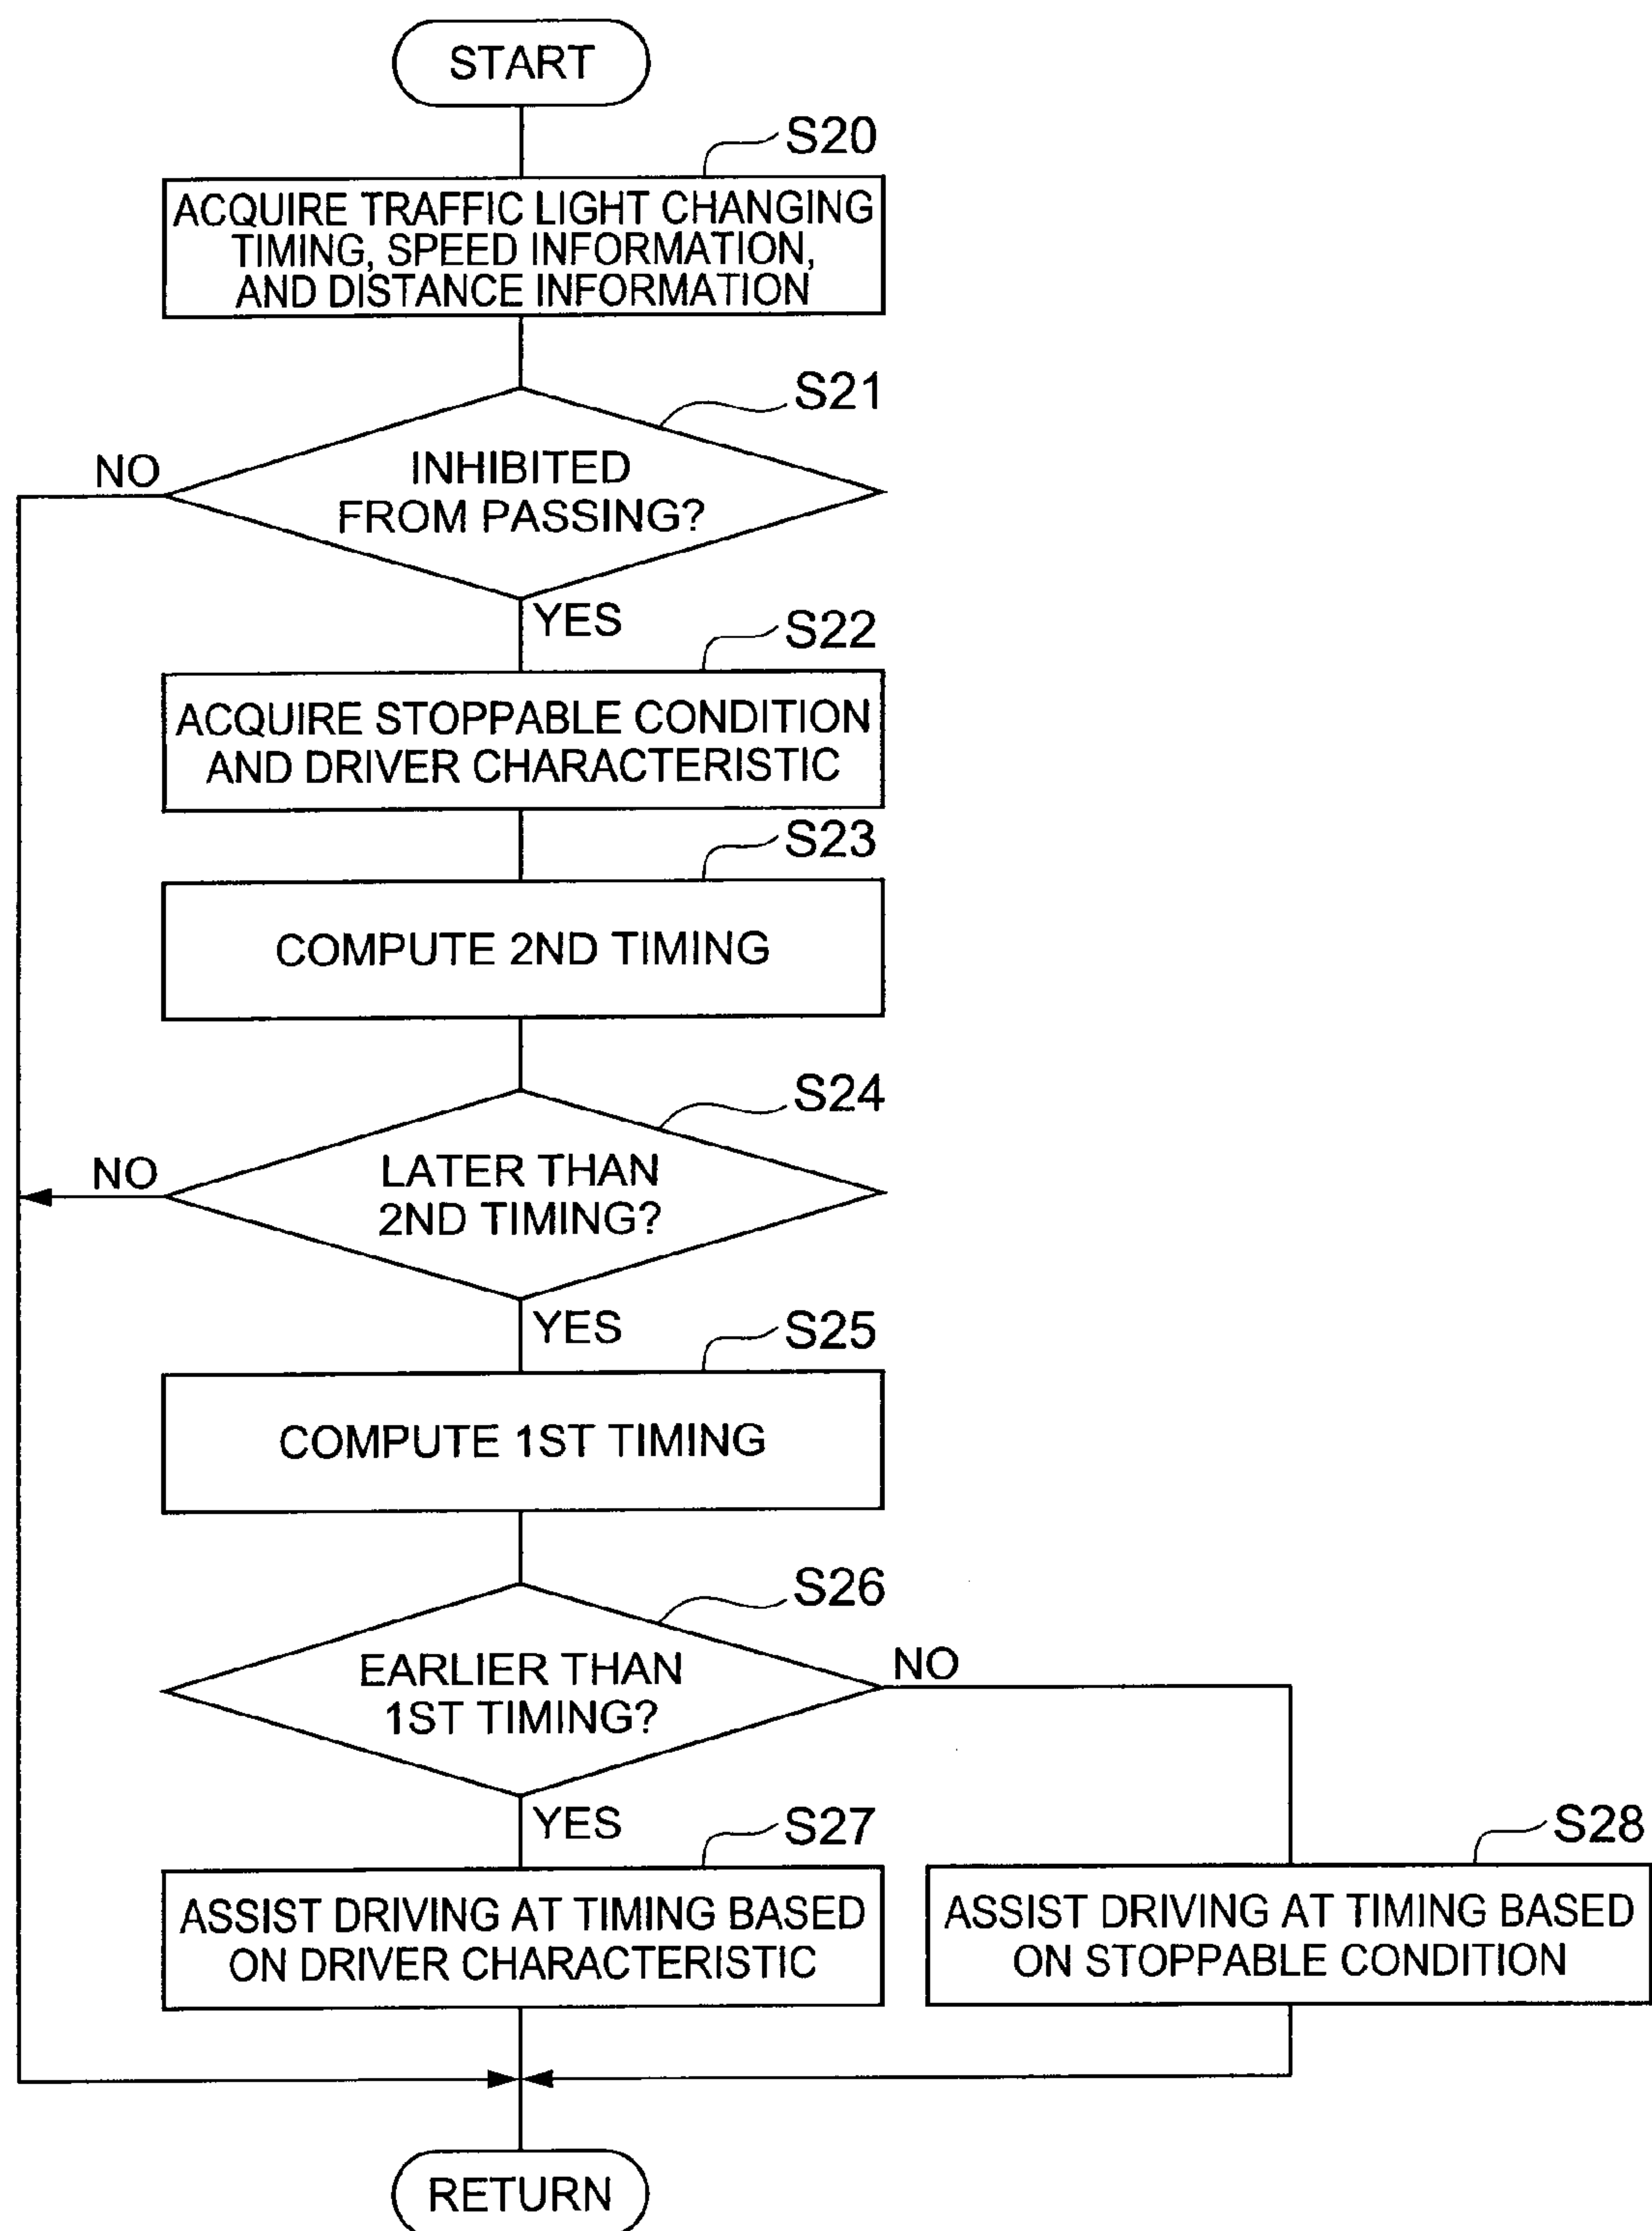 START
S20
ACQUIRE TRAFFIC LIGHT CHANGING
TIMING, SPEED INFORMATION,
AND DISTANCE INFORMATION
S21
NO
INHIBITED
FROM PASSING?
YES
S22
ACQUIRE STOPPABLE CONDITION
AND DRIVER CHARACTERISTIC
S23
COMPUTE 2ND TIMING
S24
NO
LATER THAN
2ND TIMING?
YES
S25
COMPUTE 1ST TIMING
S26
EARLIER THAN
1ST TIMING?
NO
YES
S27
ASSIST DRIVING AT TIMING BASED
ON DRIVER CHARACTERISTIC
S28
ASSIST DRIVING AT TIMING BASED
ON STOPPABLE CONDITION
RETURN